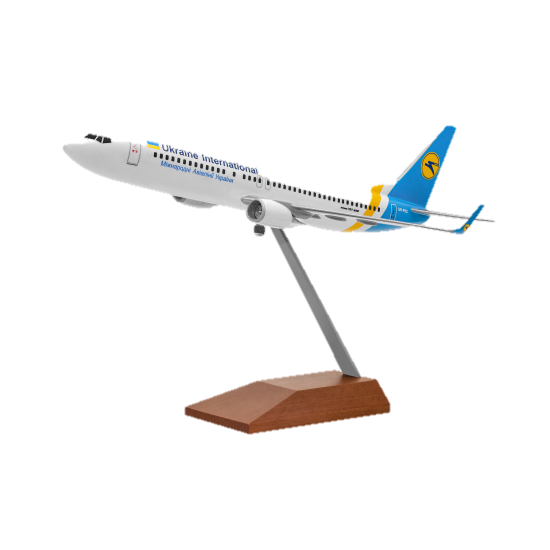 Ukraine International
Міжнародні Авіалінії України